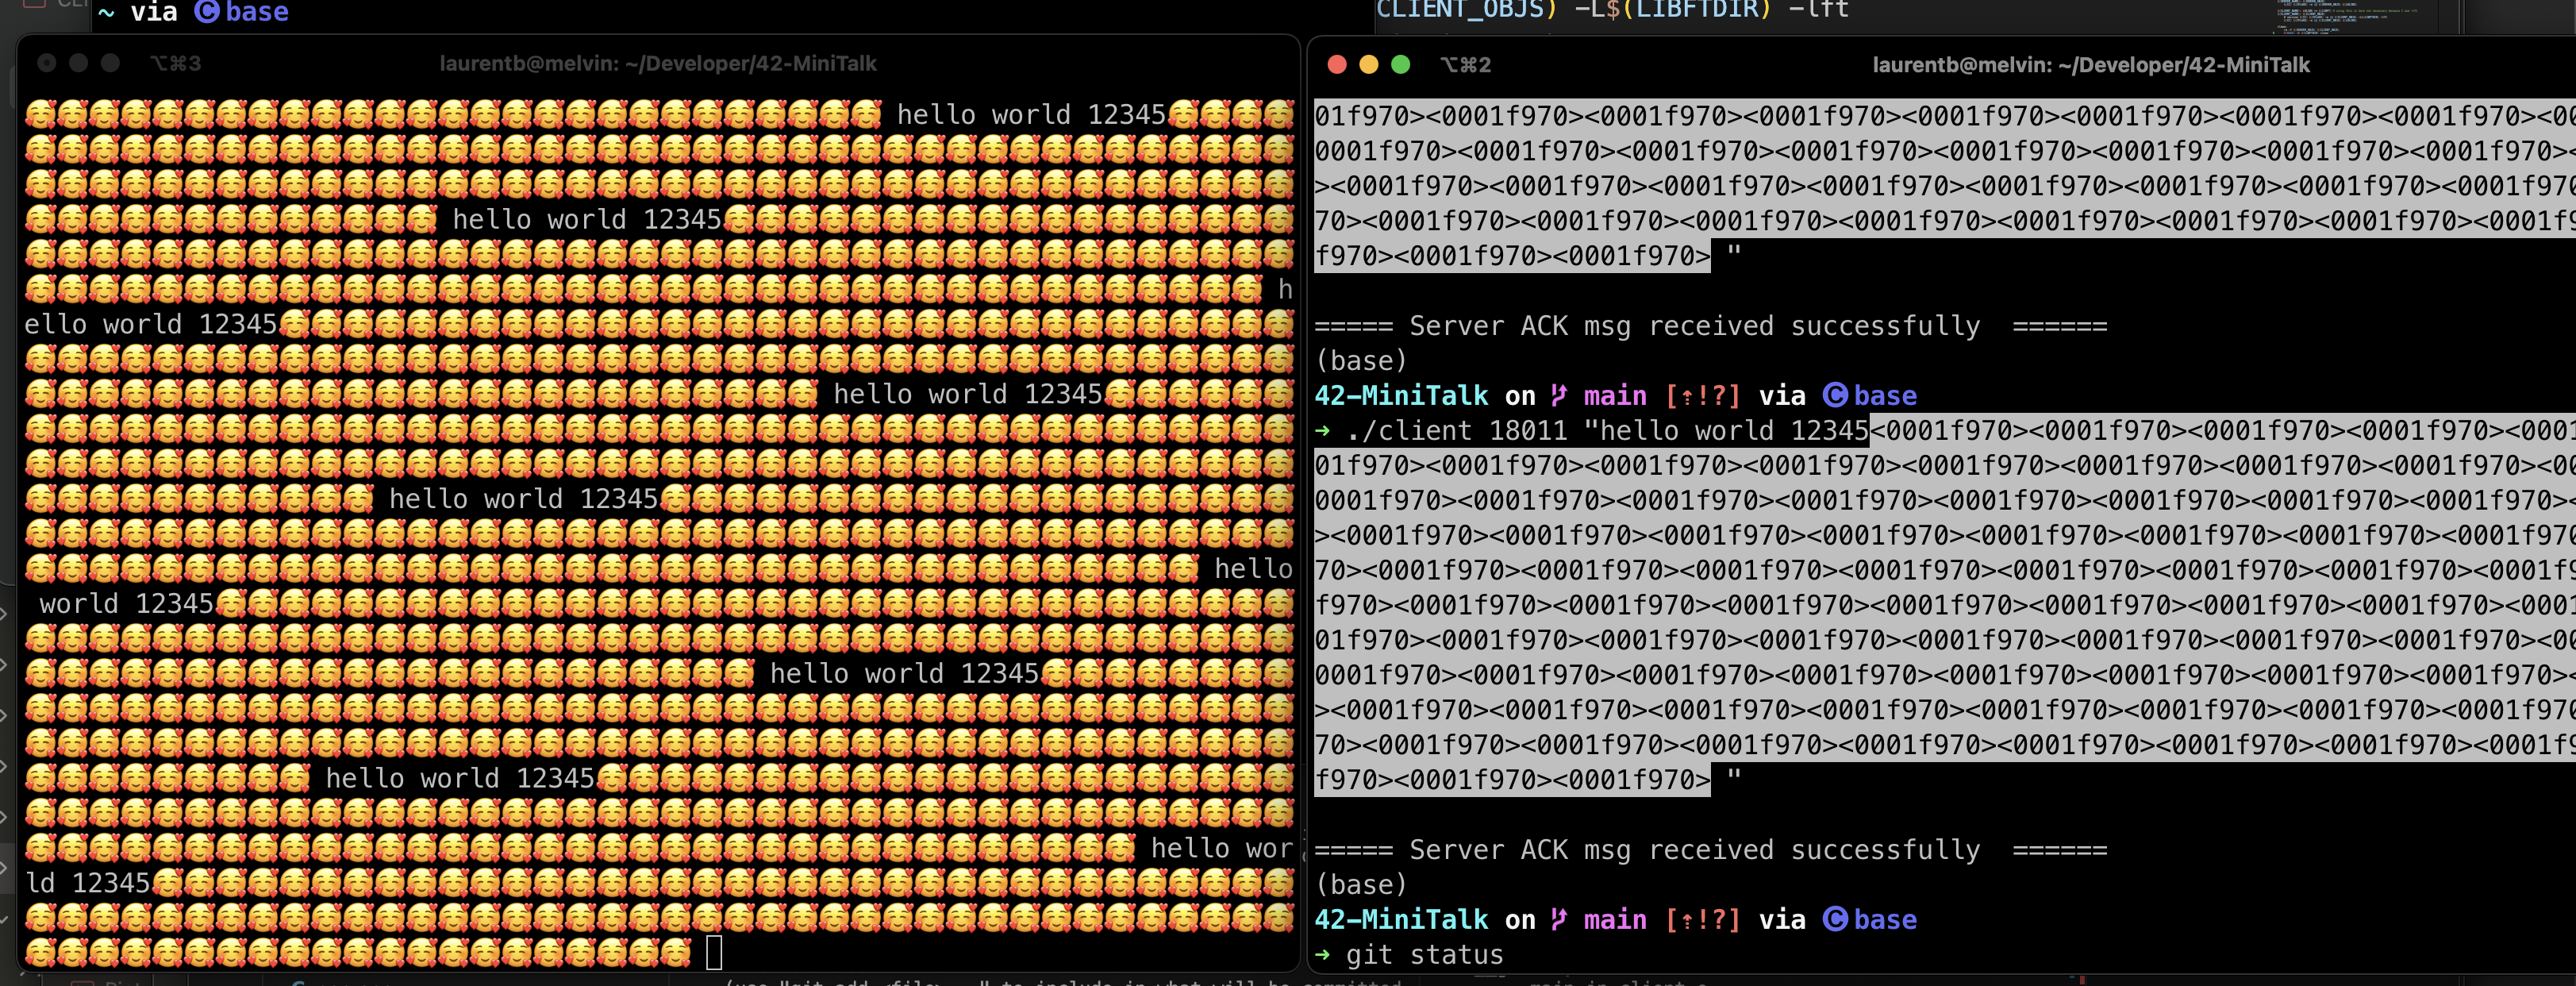 ~ via Ⓒ base
CLIENT_OBJS) -L$(LIBFTDIR) -lft
⌥⌘3 laurentb@melvin: ~/Developer/42-MiniTalk
hello world 12345
hello world 12345
h
ello world 12345
hello world 12345
hello world 12345
hello
world 12345
hello world 12345
hello world 12345
hello wor
ld 12345
⌥⌘2 laurentb@melvin: ~/Developer/42-MiniTalk
01f970><0001f970><0001f970><0001f970><0001f970><0001f970><0001f970><0001f970><00
0001f970><0001f970><0001f970><0001f970><0001f970><0001f970><0001f970><0001f970><
><0001f970><0001f970><0001f970><0001f970><0001f970><0001f970><0001f970><0001f970
70><0001f970><0001f970><0001f970><0001f970><0001f970><0001f970><0001f970><0001f9
f970><0001f970><0001f970> "
===== Server ACK msg received successfully ======
(base)
42-MiniTalk on main [⇡!?] via Ⓒ base
➜ ./client 18011 "hello world 12345<0001f970><0001f970><0001f970><0001f970><0001
01f970><0001f970><0001f970><0001f970><0001f970><0001f970><0001f970><0001f970><00
0001f970><0001f970><0001f970><0001f970><0001f970><0001f970><0001f970><0001f970><
><0001f970><0001f970><0001f970><0001f970><0001f970><0001f970><0001f970><0001f970
70><0001f970><0001f970><0001f970><0001f970><0001f970><0001f970><0001f970><0001f9
f970><0001f970><0001f970><0001f970><0001f970><0001f970><0001f970><0001f970><0001
01f970><0001f970><0001f970><0001f970><0001f970><0001f970><0001f970><0001f970><00
0001f970><0001f970><0001f970><0001f970><0001f970><0001f970><0001f970><0001f970><
><0001f970><0001f970><0001f970><0001f970><0001f970><0001f970><0001f970><0001f970
70><0001f970><0001f970><0001f970><0001f970><0001f970><0001f970><0001f970><0001f9
f970><0001f970><0001f970> "
===== Server ACK msg received successfully ======
(base)
42-MiniTalk on main [⇡!?] via Ⓒ base
➜ git status